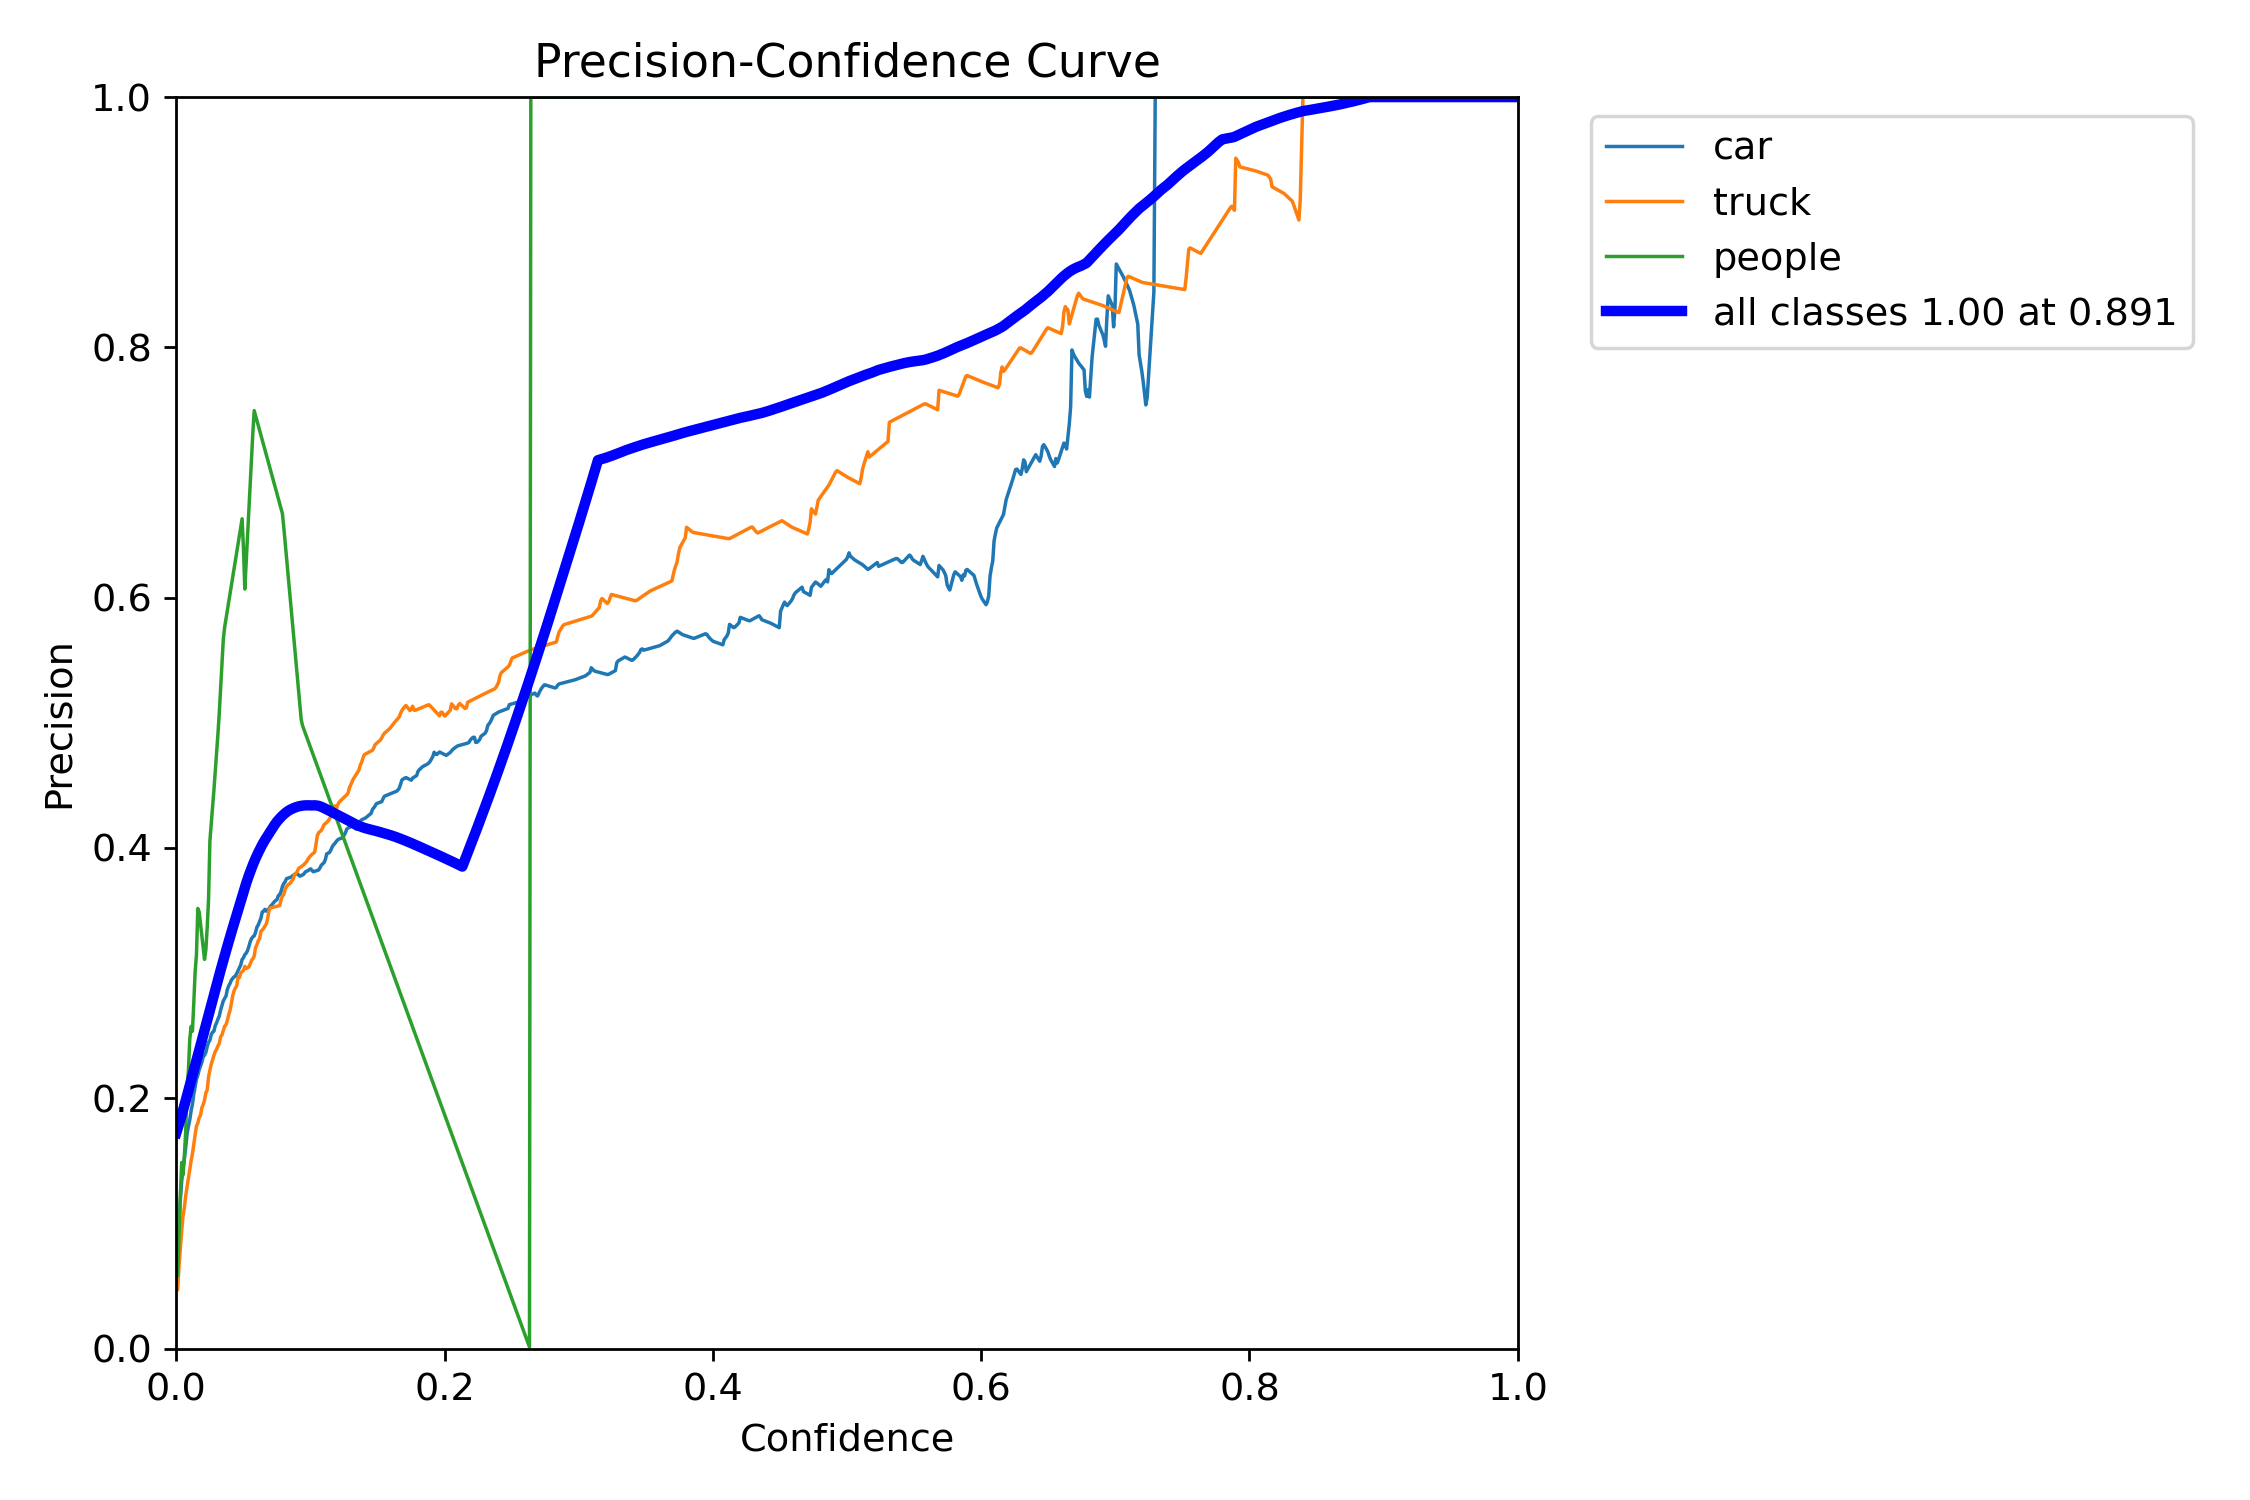 Precision-Confidence Curve
1.0
0.8
0.6
0.4
0.2
0.0
Precision
0.0 0.2 0.4 0.6 0.8 1.0
Confidence
car
truck
people
all classes 1.00 at 0.891